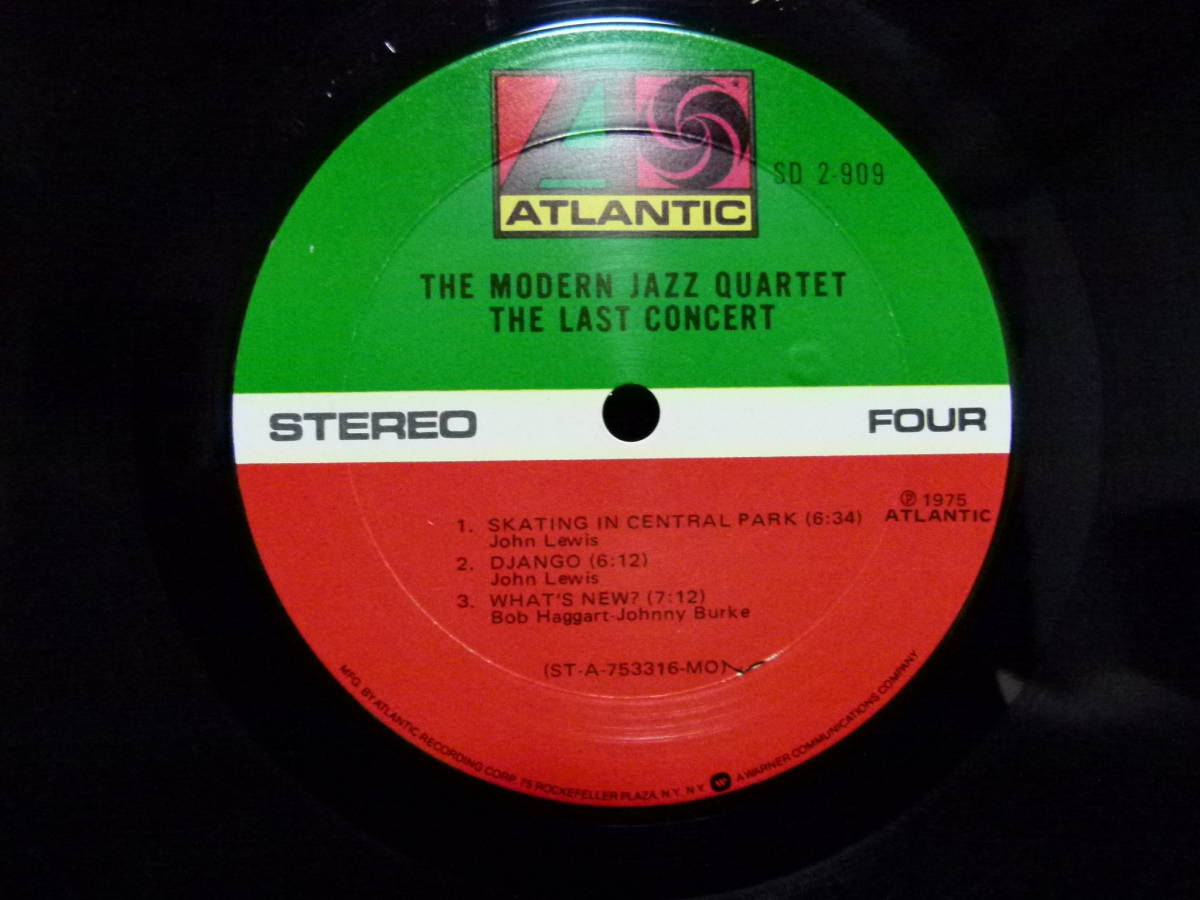 ATLANTIC
SD 2-909
THE MODERN JAZZ QUARTET
THE LAST CONCERT
STEREO
FOUR
℗ 1975
ATLANTIC
1. SKATING IN CENTRAL PARK (6:34)
John Lewis
2. DJANGO (6:12)
John Lewis
3. WHAT'S NEW? (7:12)
Bob Haggart-Johnny Burke
(ST-A-753316-MO)
MFG. BY ATLANTIC RECORDING CORP. 75 ROCKEFELLER PLAZA, N.Y., N.Y. A WARNER COMMUNICATIONS COMPANY